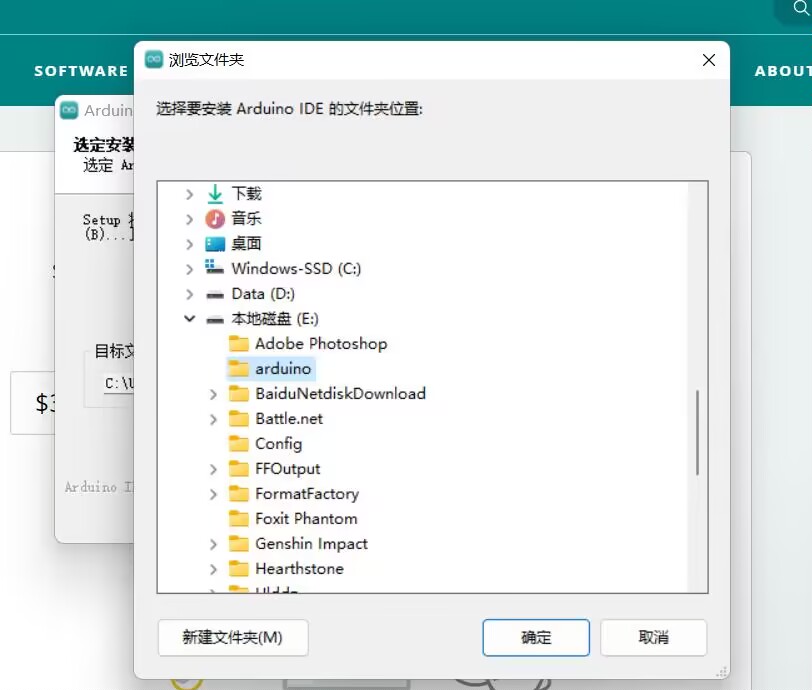 SOFTWARE
浏览文件夹
Arduin
选择要安装 Arduino IDE 的文件夹位置:
选定安装
选定 Ar
Setup
(B)...
下载
音乐
桌面
Windows-SSD (C:)
Data (D:)
本地磁盘 (E:)
Adobe Photoshop
arduino
BaiduNetdiskDownload
Battle.net
Config
FFOutput
FormatFactory
Foxit Phantom
Genshin Impact
Hearthstone
目标文
C:\U
$3
Arduino I
新建文件夹(M)
确定
取消
ABOUT